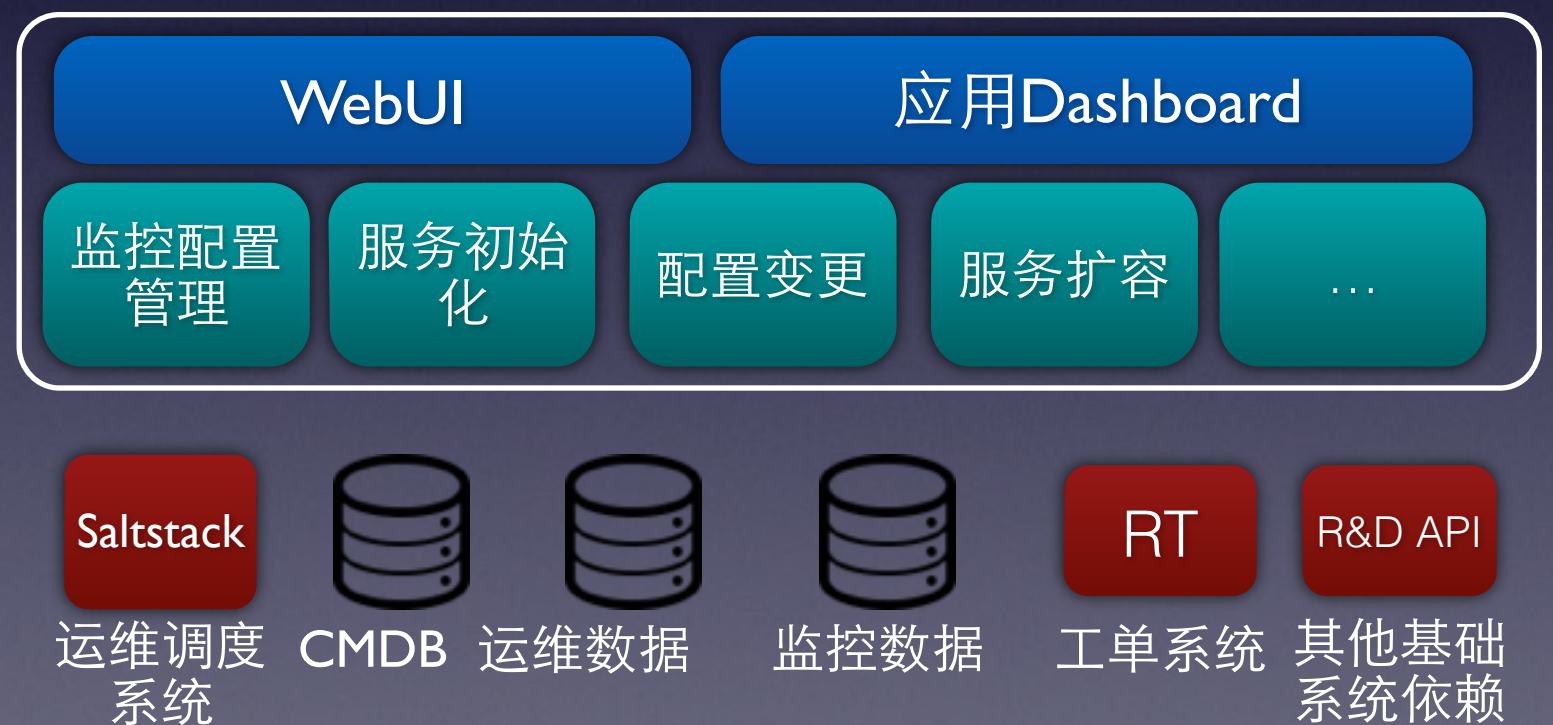 WebUI
应用Dashboard
监控配置
管理
服务初始
化
配置变更
服务扩容
...
Saltstack
RT
R&D API
运维调度
系统
CMDB
运维数据
监控数据
工单系统
其他基础
系统依赖